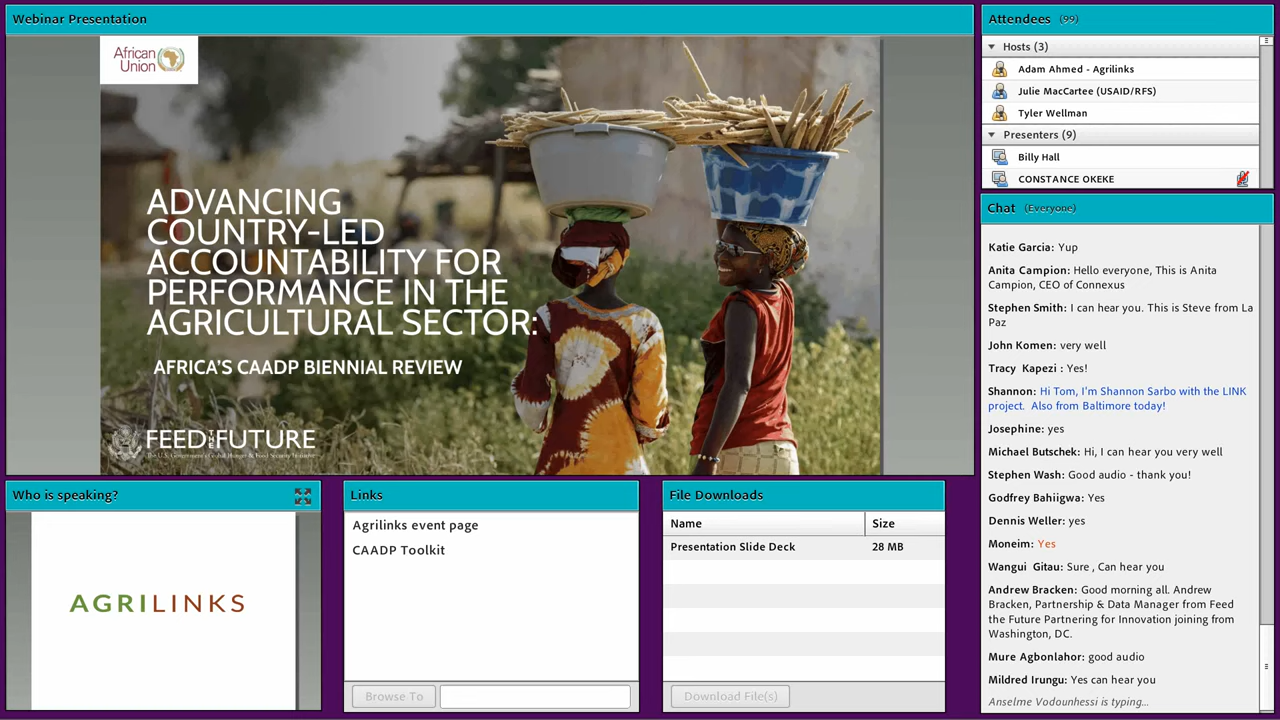 Webinar Presentation
African
Union
ADVANCING
COUNTRY-LED
ACCOUNTABILITY FOR
PERFORMANCE IN THE
AGRICULTURAL SECTOR:
AFRICA'S CAADP BIENNIAL REVIEW
FEED THE FUTURE
The U.S. Government's Global Hunger & Food Security Initiative
Who is speaking?
AGRILINKS
Links
Agrilinks event page
CAADP Toolkit
Browse To
File Downloads
Name Size
Presentation Slide Deck 28 MB
Download File(s)
Attendees (99)
Hosts (3)
Adam Ahmed - Agrilinks
Julie MacCartee (USAID/RFS)
Tyler Wellman
Presenters (9)
Billy Hall
CONSTANCE OKEKE
Chat (Everyone)
Katie Garcia: Yup
Anita Campion: Hello everyone, This is Anita
Campion, CEO of Connexus
Stephen Smith: I can hear you. This is Steve from La
Paz
John Komen: very well
Tracy Kapezi : Yes!
Shannon: Hi Tom, I'm Shannon Sarbo with the LINK
project. Also from Baltimore today!
Josephine: yes
Michael Butschek: Hi, I can hear you very well
Stephen Wash: Good audio - thank you!
Godfrey Bahiigwa: Yes
Dennis Weller: yes
Moneim: Yes
Wangui Gitau: Sure , Can hear you
Andrew Bracken: Good morning all. Andrew
Bracken, Partnership & Data Manager from Feed
the Future Partnering for Innovation joining from
Washington, DC.
Mure Agbonlahor: good audio
Mildred Irungu: Yes can hear you
Anselme Vodounhessi is typing...